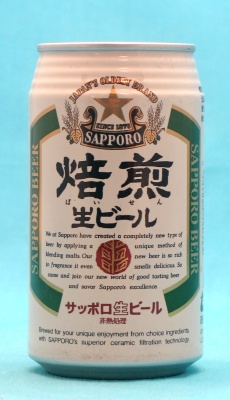 JAPAN'S OLDEST BRAND
SINCE 1876
SAPPORO
SAPPORO BEER
SAPPORO BEER
焙煎
ばいせん
生ビール
We at Sapporo have created a completely new type of
beer by applying a unique method of
blending malts. Our new beer is so rich
in fragrance it even smells delicious. So
come and join our new world of good tasting beer
and savor Sapporo's excellence
サッポロ生ビール
非熱処理
Brewed for your unique enjoyment from choice ingredients
with SAPPORO's superior ceramic filtration technology.